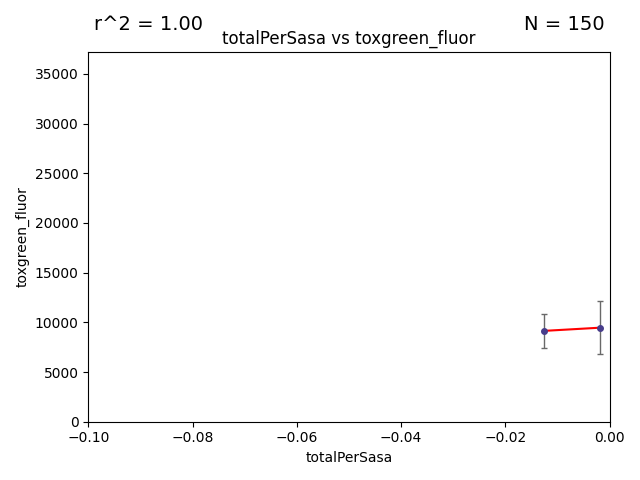 r^2 = 1.00
N = 150
totalPerSasa vs toxgreen_fluor
toxgreen_fluor
35000
30000
25000
20000
15000
10000
5000
0
−0.10
−0.08
−0.06
−0.04
−0.02
0.00
totalPerSasa